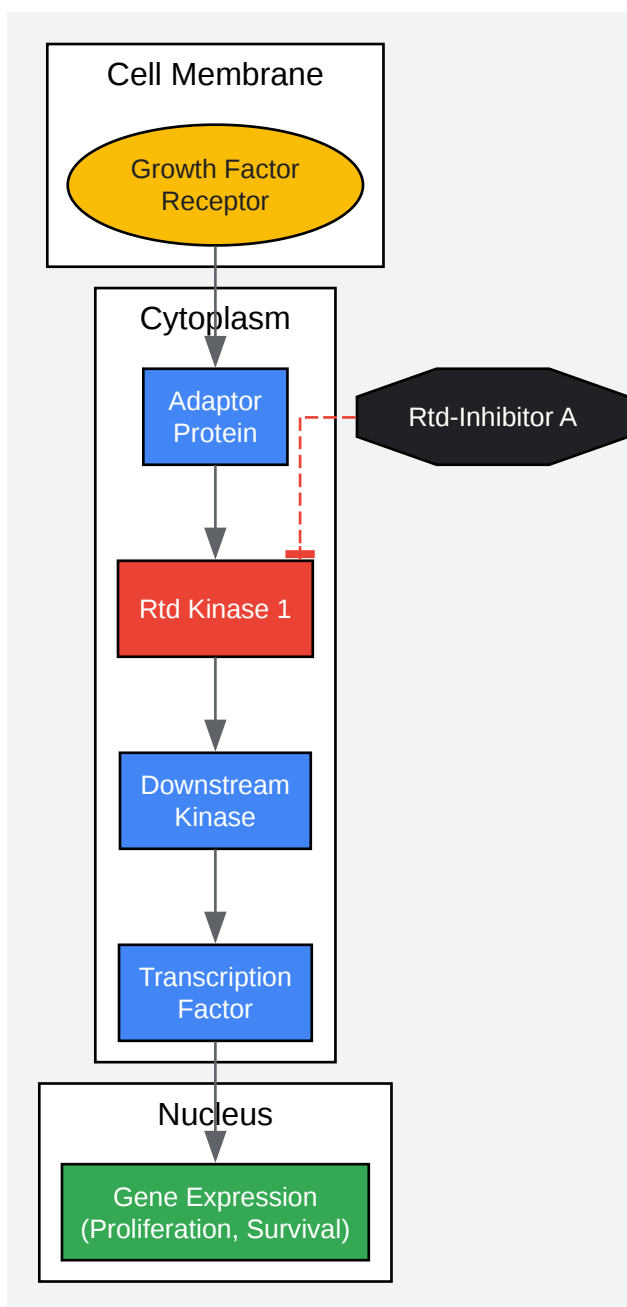 Cell Membrane
Growth Factor
Receptor
Cytoplasm
Adaptor
Protein
Rtd-Inhibitor A
Rtd Kinase 1
Downstream
Kinase
Transcription
Factor
Nucleus
Gene Expression
(Proliferation, Survival)